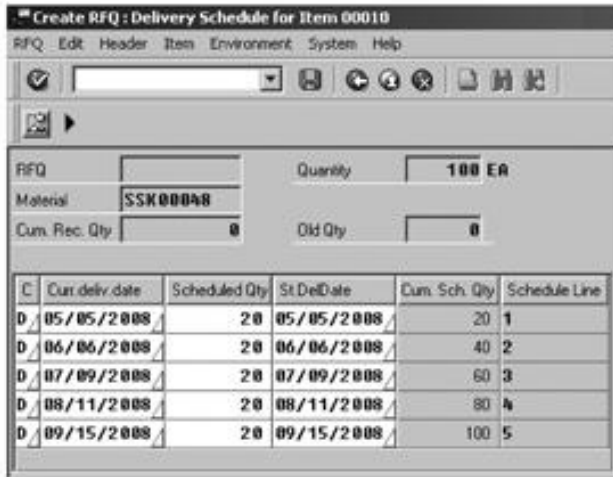 Create RFQ : Delivery Schedule for Item 00010
RFQ Edit Header Item Environment System Help
RFQ Quantity 100 EA
Material SSK00048
Cum. Rec. Qty 0 Old Qty 0
C Curr.deliv.date Scheduled Qty St.DelDate Cum. Sch. Qty Schedule Line
D 05/05/2008 20 05/05/2008 20 1
D 06/06/2008 20 06/06/2008 40 2
D 07/09/2008 20 07/09/2008 60 3
D 08/11/2008 20 08/11/2008 80 4
D 09/15/2008 20 09/15/2008 100 5